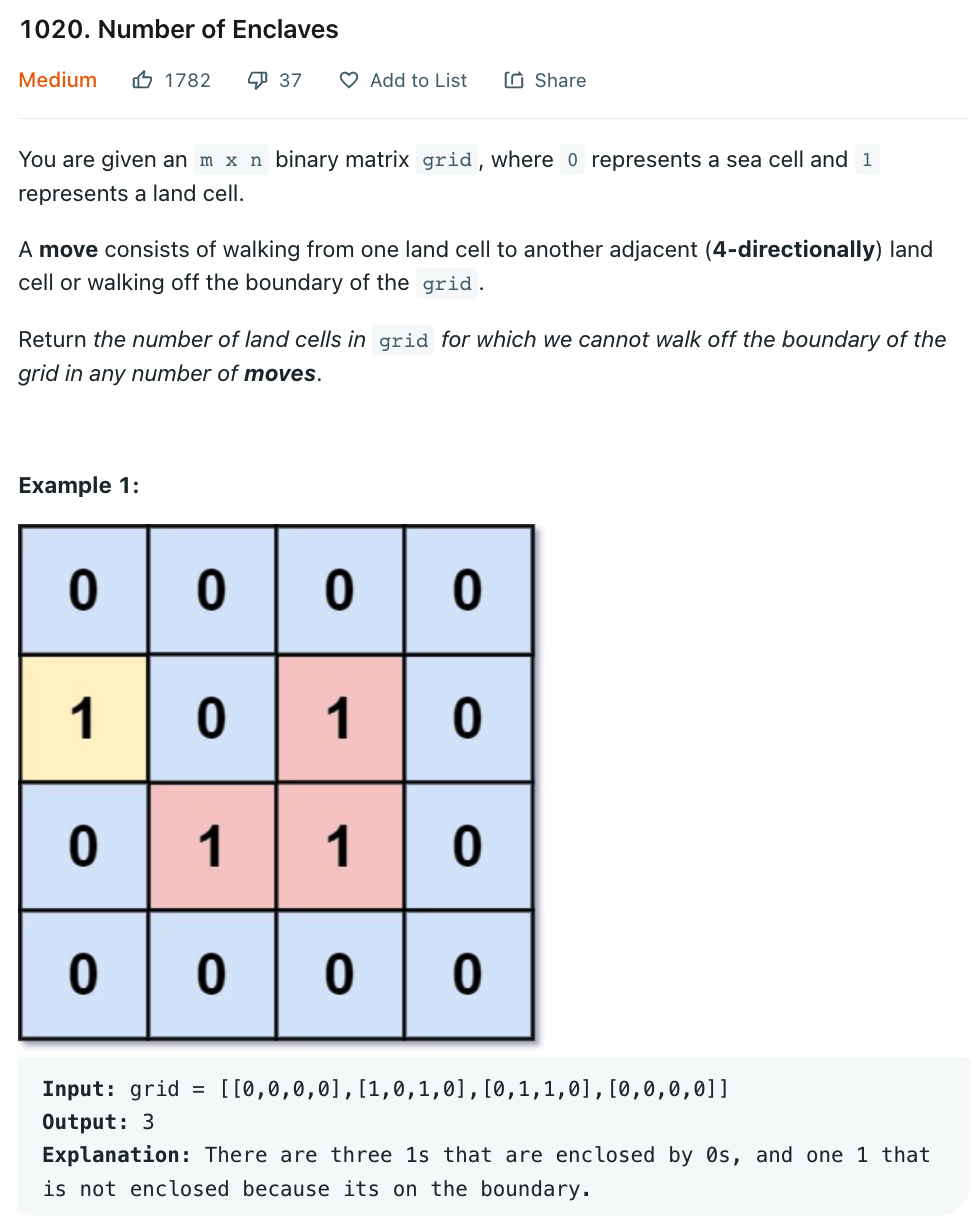 1020. Number of Enclaves
Medium 1782 37 Add to List Share
You are given an m x n binary matrix grid, where 0 represents a sea cell and 1
represents a land cell.
A move consists of walking from one land cell to another adjacent (4-directionally) land
cell or walking off the boundary of the grid.
Return the number of land cells in grid for which we cannot walk off the boundary of the
grid in any number of moves.
Example 1:
0 0 0 0
1 0 1 0
0 1 1 0
0 0 0 0
Input: grid = [[0,0,0,0],[1,0,1,0],[0,1,1,0],[0,0,0,0]]
Output: 3
Explanation: There are three 1s that are enclosed by 0s, and one 1 that
is not enclosed because its on the boundary.